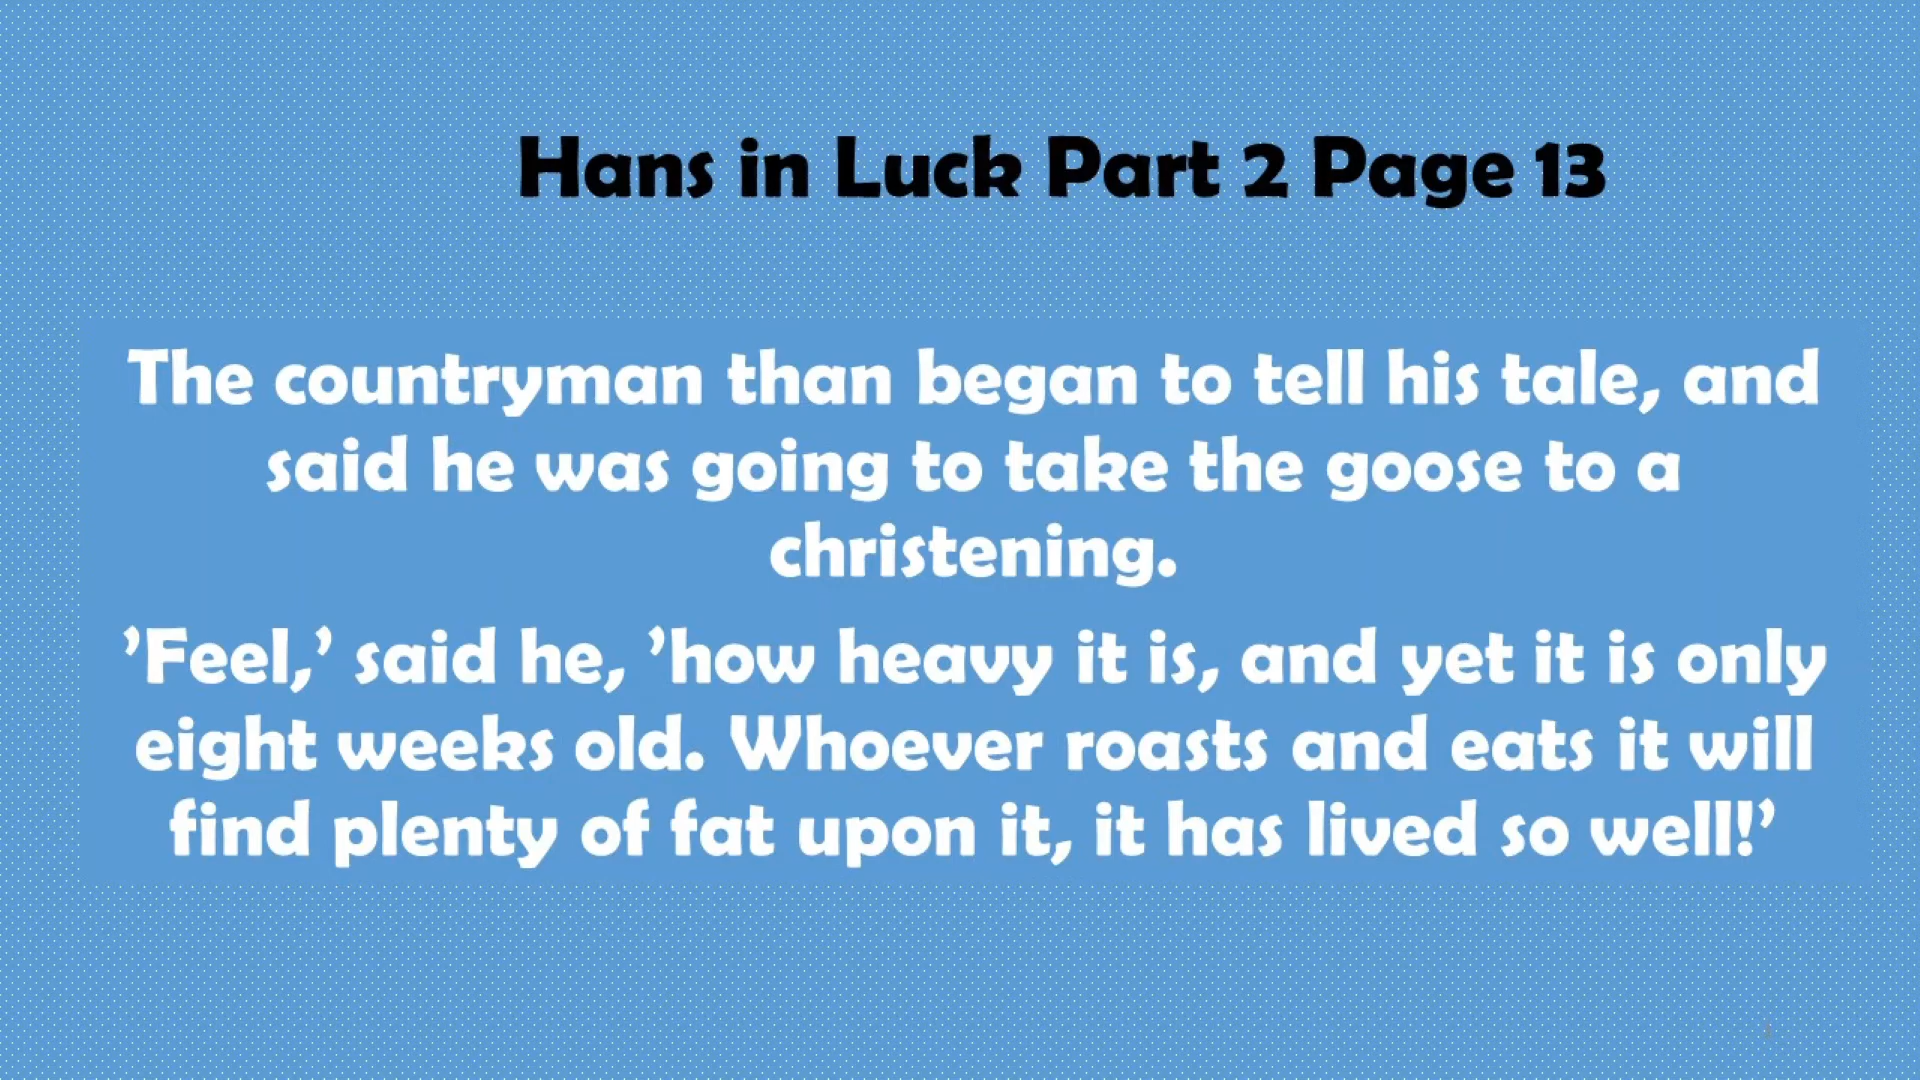 Hans in Luck Part 2 Page 13
The countryman than began to tell his tale, and
said he was going to take the goose to a
christening.
’Feel,’ said he, ’how heavy it is, and yet it is only
eight weeks old. Whoever roasts and eats it will
find plenty of fat upon it, it has lived so well!’